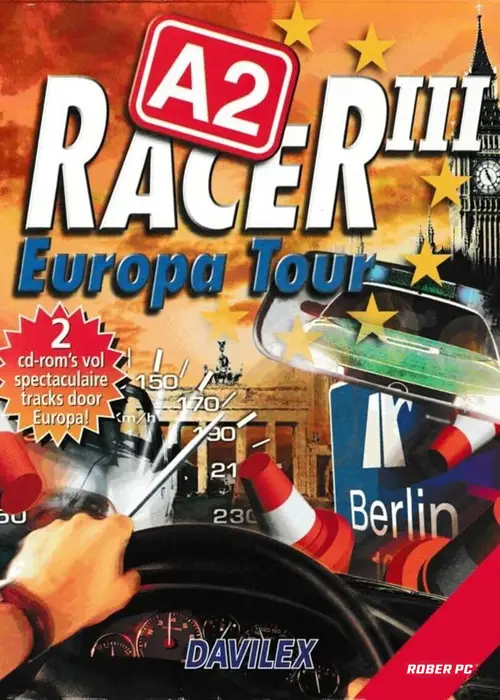 A2
RACER III
Europa Tour
2
cd-rom's vol
spectaculaire
tracks door
Europa!
150
170
Km/h
190
230
Berlin
DAVILEX
ROBER PC